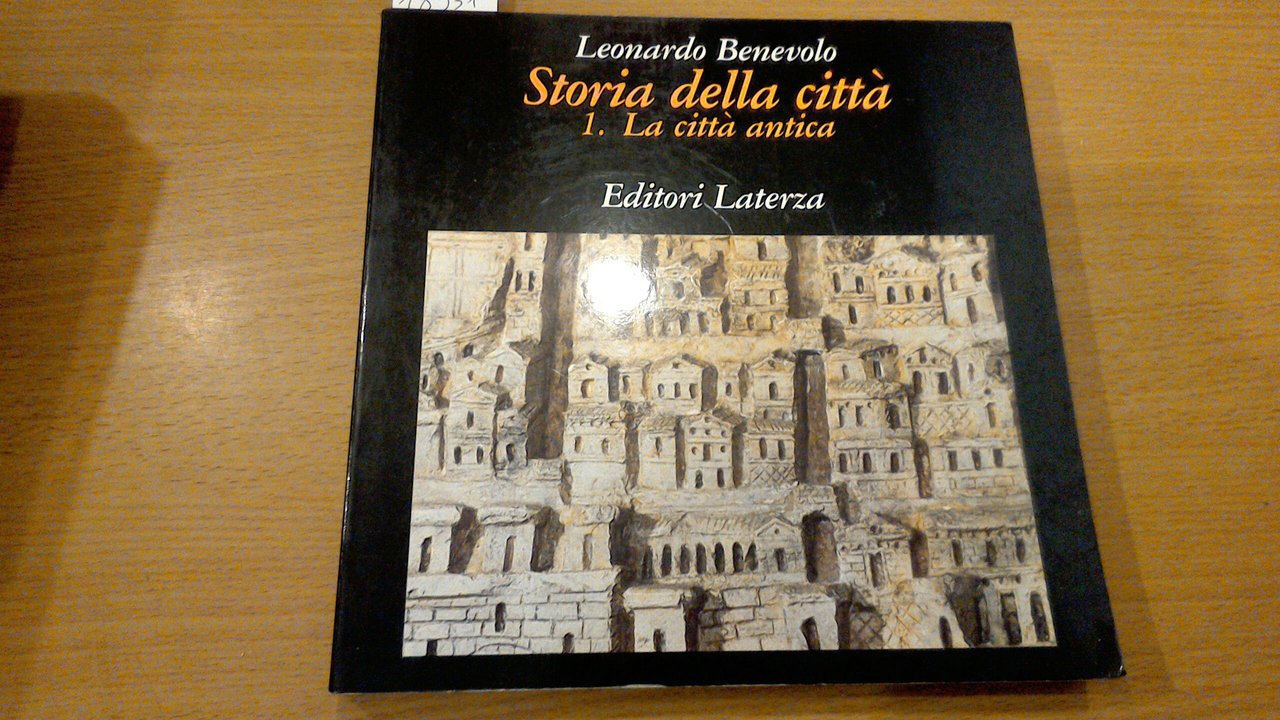 Leonardo Benevolo
Storia della città
1. La città antica
Editori Laterza